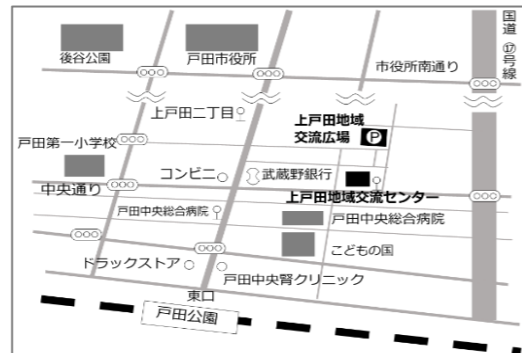 国道⑰号線
後谷公園
戸田市役所
市役所南通り
上戸田二丁目
上戸田地域
交流広場
P
戸田第一小学校
コンビニ
武蔵野銀行
中央通り
上戸田地域交流センター
戸田中央総合病院
戸田中央総合病院
こどもの国
ドラックストア
戸田中央腎クリニック
東口
戸田公園